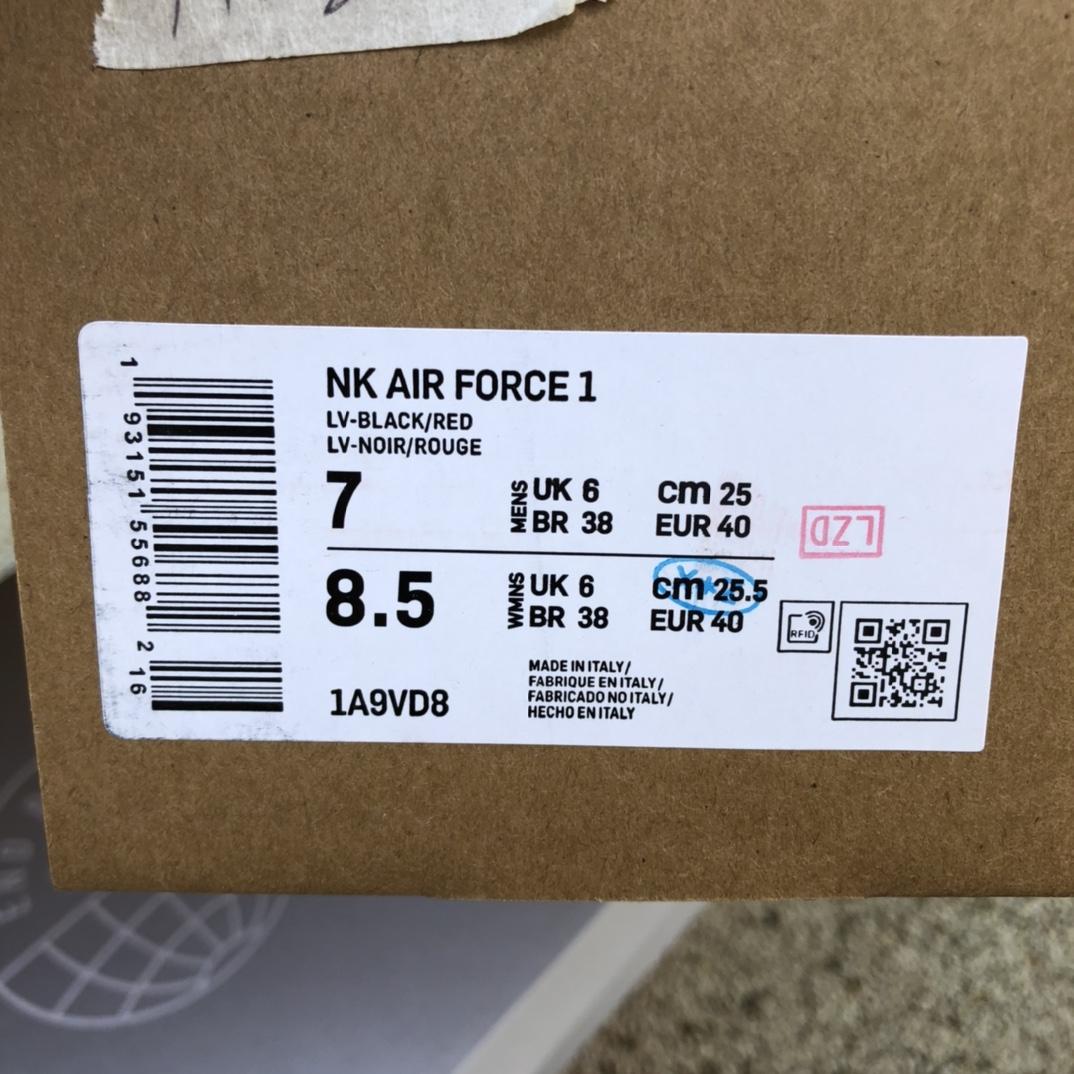 NK AIR FORCE 1
LV-BLACK/RED
LV-NOIR/ROUGE
7
MENS
UK 6
cm 25
BR 38
EUR 40
LZD
8.5
WMNS
UK 6
cm 25.5
BR 38
EUR 40
RFID
1A9VD8
MADE IN ITALY/
FABRIQUE EN ITALY/
FABRICADO NO ITALY/
HECHO EN ITALY
1 93151 55688 2 16